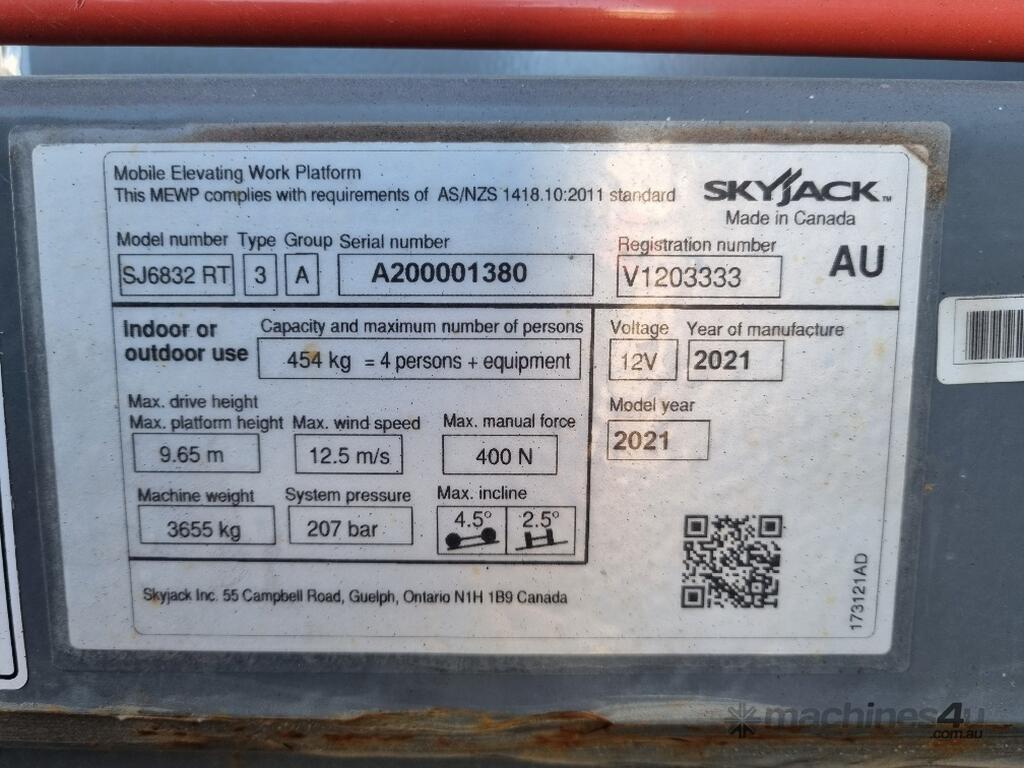 Mobile Elevating Work Platform
This MEWP complies with requirements of AS/NZS 1418.10:2011 standard
SKYJACK™
Made in Canada
AU
Model number Type Group Serial number Registration number
SJ6832 RT 3 A A200001380 V1203333
Indoor or
outdoor use
Capacity and maximum number of persons
454 kg = 4 persons + equipment
Voltage Year of manufacture
12V 2021
Max. drive height
Max. platform height Max. wind speed Max. manual force
9.65 m 12.5 m/s 400 N
Model year
2021
Machine weight System pressure Max. incline
3655 kg 207 bar 4.5° 2.5°
Skyjack Inc. 55 Campbell Road, Guelph, Ontario N1H 1B9 Canada
173121AD
machines4u
.com.au